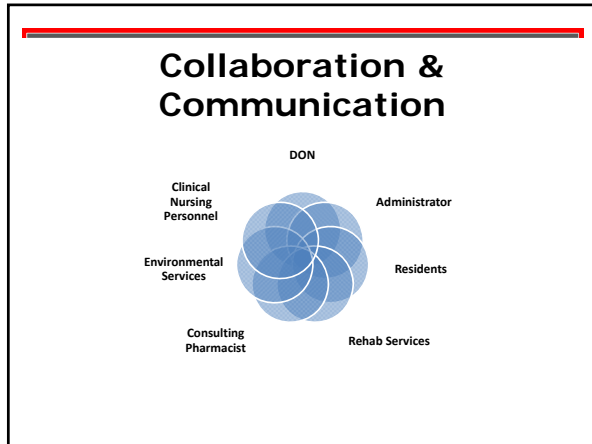 Collaboration &
Communication
DON
Administrator
Residents
Rehab Services
Consulting
Pharmacist
Environmental
Services
Clinical
Nursing
Personnel